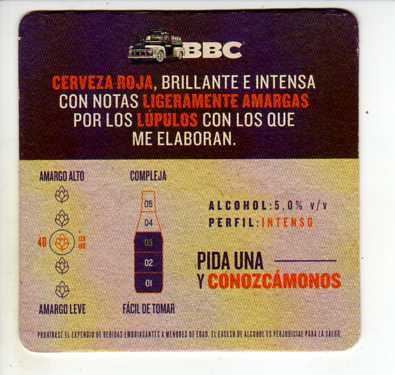 BBC
CERVEZA ROJA, BRILLANTE E INTENSA
CON NOTAS LIGERAMENTE AMARGAS
POR LOS LÚPULOS CON LOS QUE
ME ELABORAN.
AMARGO ALTO
40
AMARGO LEVE
COMPLEJA
05
04
03
02
01
FÁCIL DE TOMAR
ALCOHOL:5,0% v/v
PERFIL:INTENSO
PIDA UNA
Y CONOZCÁMONOS
PROHÍBASE EL EXPENDIO DE BEBIDAS EMBRIAGANTES A MENORES DE EDAD. EL EXCESO DE ALCOHOL ES PERJUDICIAL PARA LA SALUD.